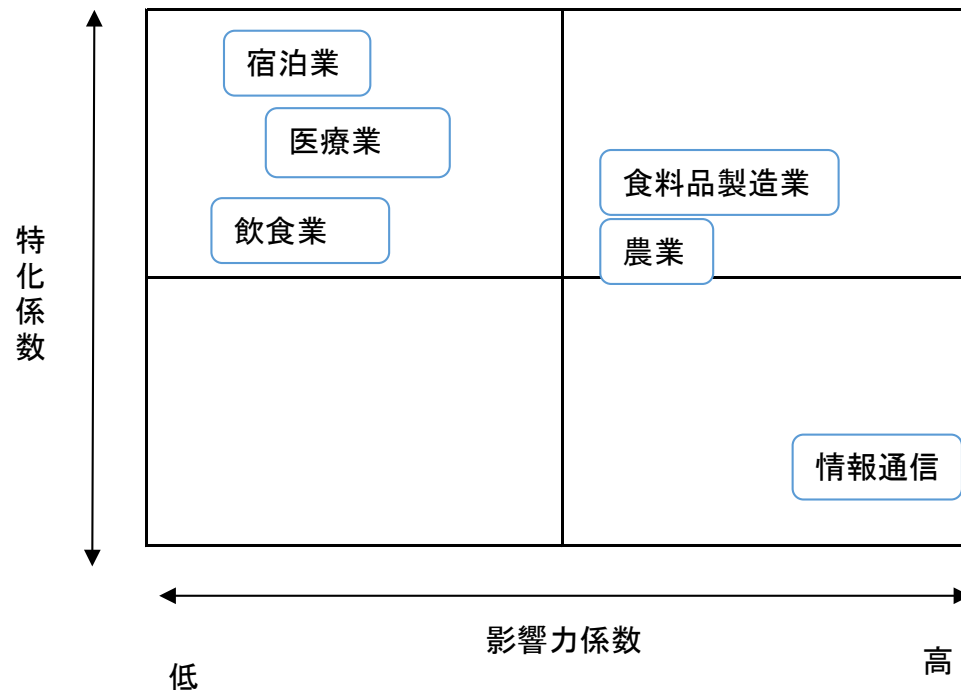 宿泊業
医療業
食料品製造業
飲食業
農業
特化係数
情報通信
影響力係数
低
高